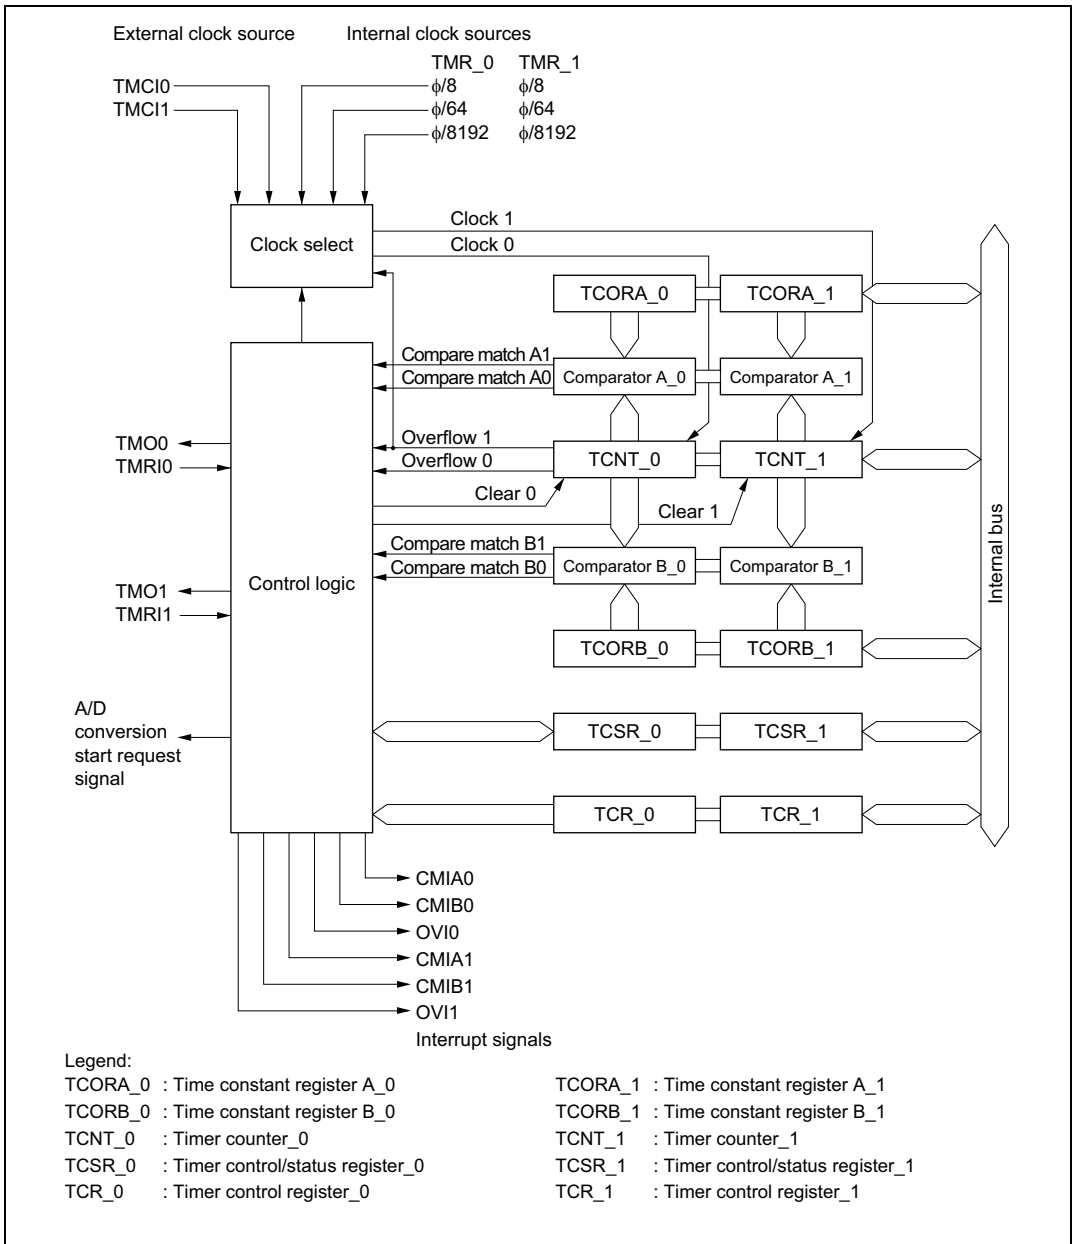 External clock source Internal clock sources
TMR_0 TMR_1
TMCI0 ϕ/8 ϕ/8
TMCI1 ϕ/64 ϕ/64
ϕ/8192 ϕ/8192
Clock 1
Clock select Clock 0
TCORA_0 TCORA_1
Compare match A1
Compare match A0 Comparator A_0 Comparator A_1
TMO0 Overflow 1
TMRI0 Overflow 0 TCNT_0 TCNT_1
Clear 0
Clear 1
Internal bus
Compare match B1
Compare match B0 Comparator B_0 Comparator B_1
Control logic
TMO1
TMRI1
TCORB_0 TCORB_1
A/D
conversion
start request
signal
TCSR_0 TCSR_1
TCR_0 TCR_1
CMIA0
CMIB0
OVI0
CMIA1
CMIB1
OVI1
Interrupt signals
Legend:
TCORA_0 : Time constant register A_0 TCORA_1 : Time constant register A_1
TCORB_0 : Time constant register B_0 TCORB_1 : Time constant register B_1
TCNT_0 : Timer counter_0 TCNT_1 : Timer counter_1
TCSR_0 : Timer control/status register_0 TCSR_1 : Timer control/status register_1
TCR_0 : Timer control register_0 TCR_1 : Timer control register_1